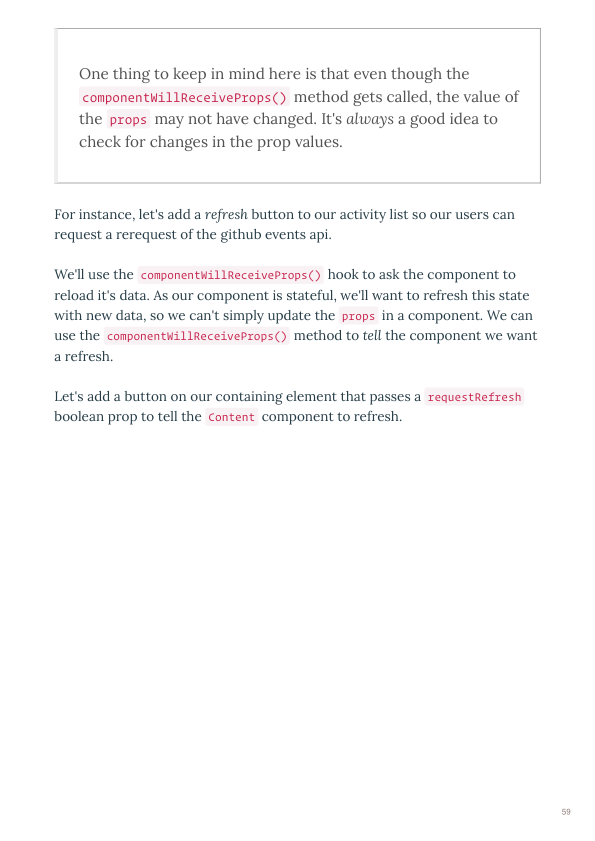 One thing to keep in mind here is that even though the
componentWillReceiveProps() method gets called, the value of
the props may not have changed. It's always a good idea to
check for changes in the prop values.
For instance, let's add a refresh button to our activity list so our users can
request a rerequest of the github events api.
We'll use the componentWillReceiveProps() hook to ask the component to
reload it's data. As our component is stateful, we'll want to refresh this state
with new data, so we can't simply update the props in a component. We can
use the componentWillReceiveProps() method to tell the component we want
a refresh.
Let's add a button on our containing element that passes a requestRefresh
boolean prop to tell the Content component to refresh.
59